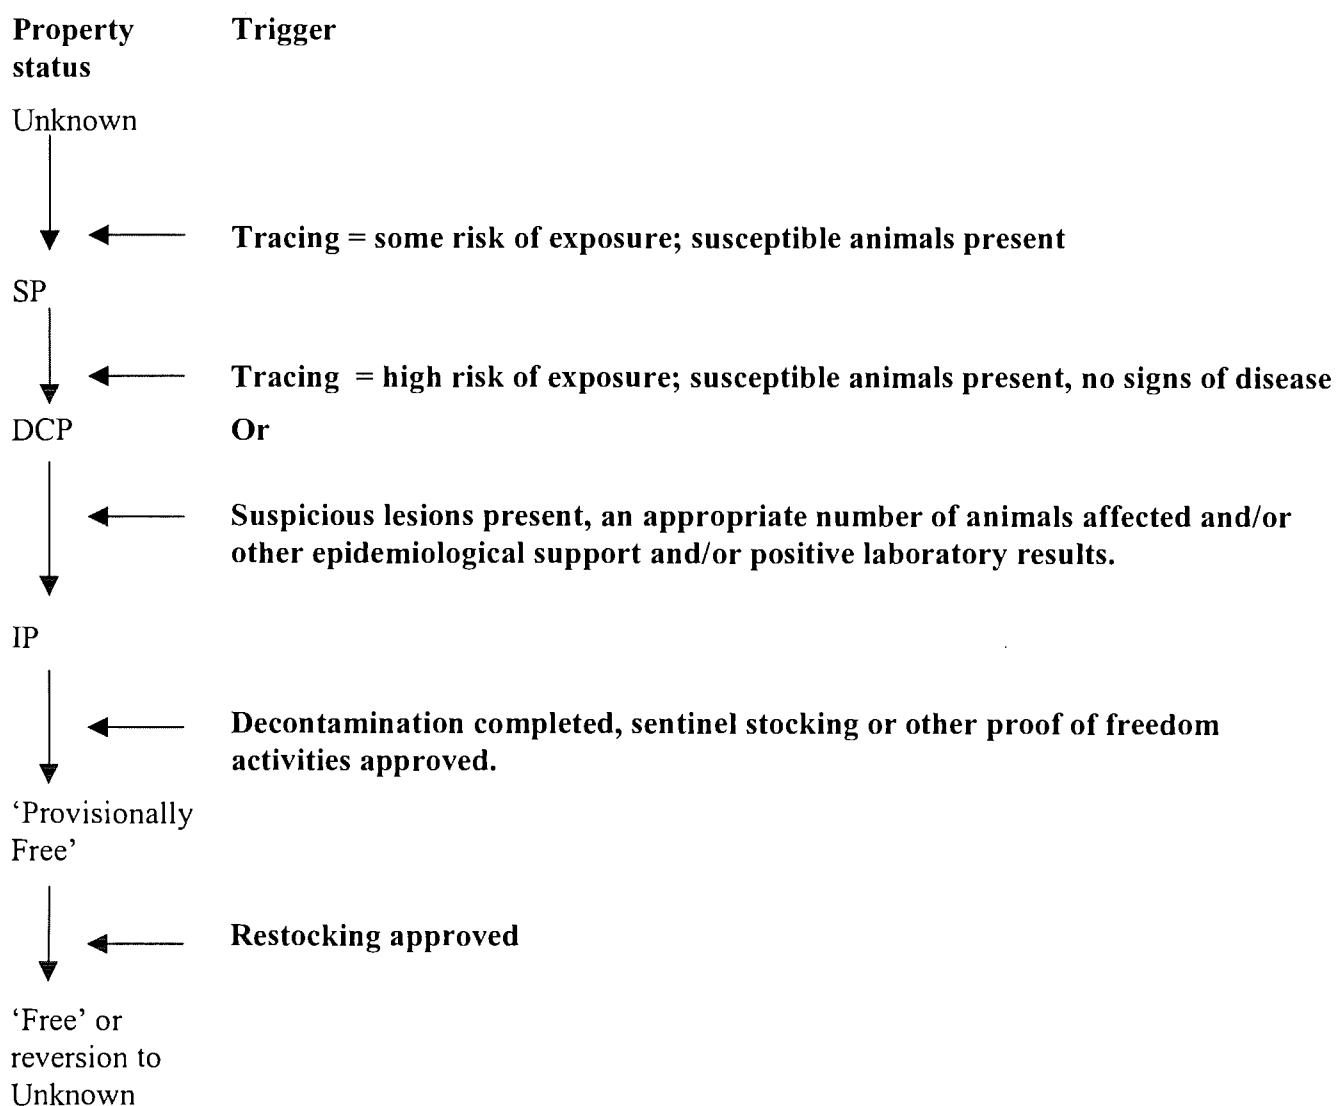 Property Trigger
status
Unknown
Tracing = some risk of exposure; susceptible animals present
SP
Tracing = high risk of exposure; susceptible animals present, no signs of disease
DCP Or
Suspicious lesions present, an appropriate number of animals affected and/or
other epidemiological support and/or positive laboratory results.
IP
Decontamination completed, sentinel stocking or other proof of freedom
activities approved.
‘Provisionally
Free’
Restocking approved
‘Free’ or
reversion to
Unknown